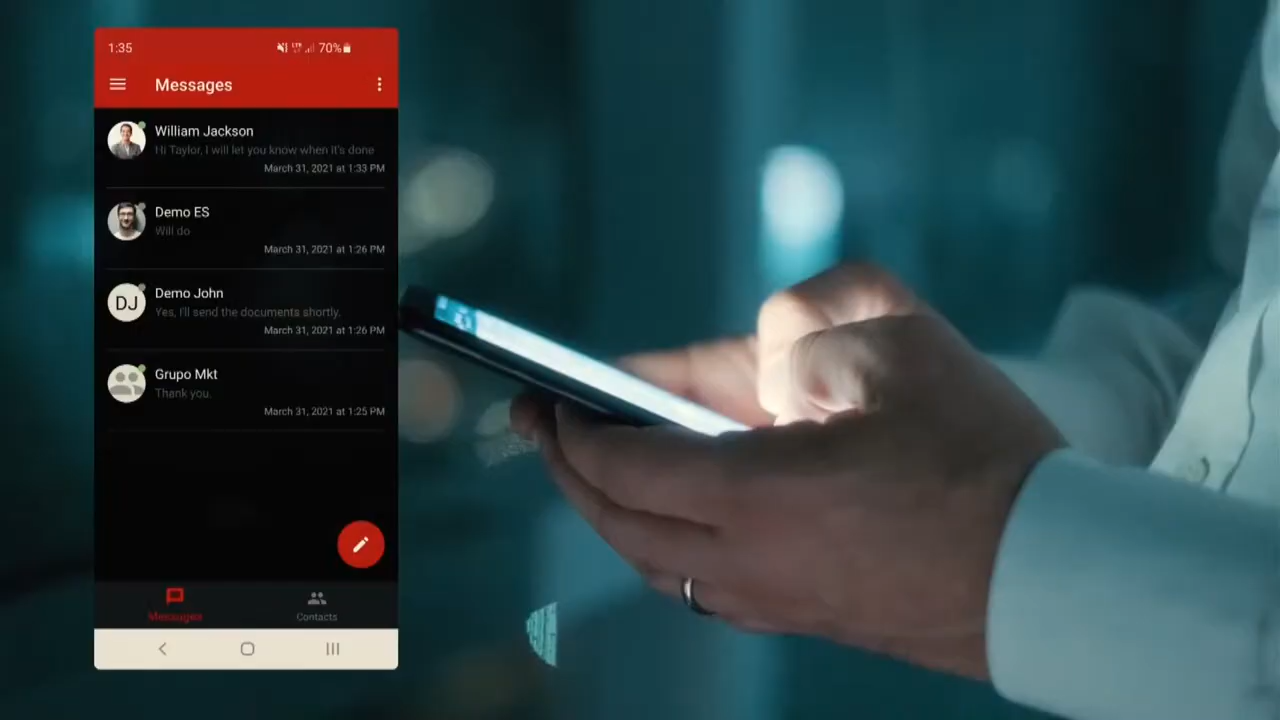 1:35
LTE
70%
Messages
William Jackson
Hi Taylor, I will let you know when it's done
March 31, 2021 at 1:33 PM
Demo ES
Will do
March 31, 2021 at 1:26 PM
DJ
Demo John
Yes, I'll send the documents shortly.
March 31, 2021 at 1:26 PM
Grupo Mkt
Thank you.
March 31, 2021 at 1:25 PM
Messages
Contacts